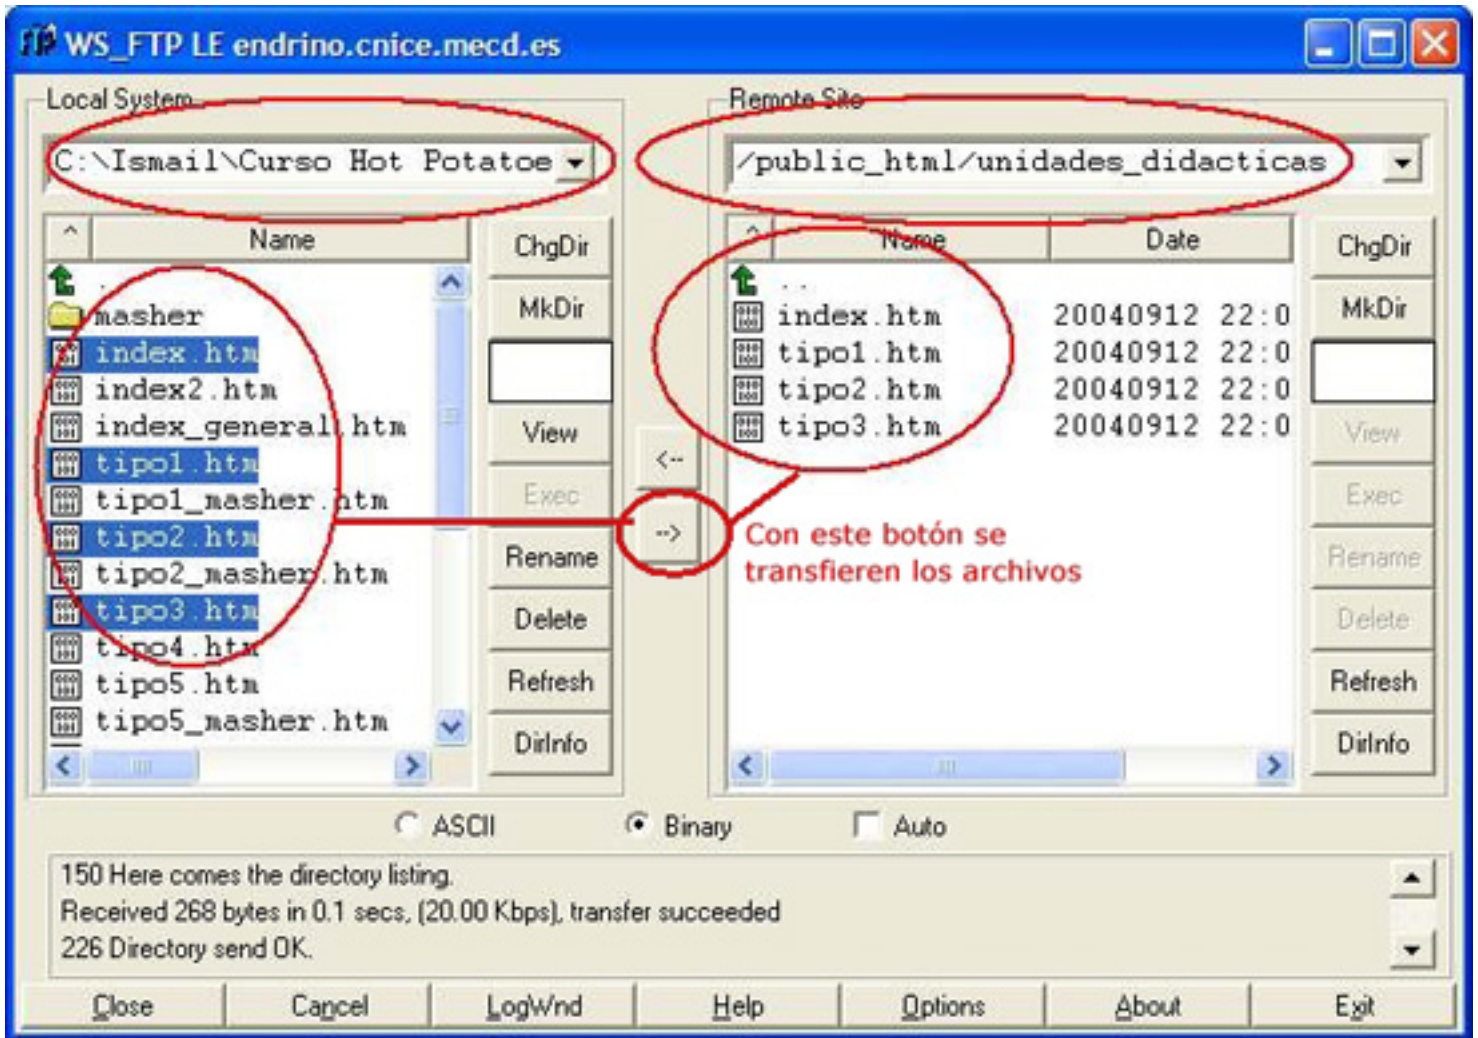 WS_FTP LE endrino.cnice.mecd.es
Local System
C:\Ismail\Curso Hot Potatoe
^ Name
..
masher
index.htm
index2.htm
index_general.htm
tipo1.htm
tipo1_masher.htm
tipo2.htm
tipo2_masher.htm
tipo3.htm
tipo4.htm
tipo5.htm
tipo5_masher.htm
ChgDir
MkDir
View
Exec
Rename
Delete
Refresh
DirInfo
<--
-->
Remote Site
/public_html/unidades_didacticas
^ Name Date
..
index.htm 20040912 22:0
tipo1.htm 20040912 22:0
tipo2.htm 20040912 22:0
tipo3.htm 20040912 22:0
Con este botón se
transfieren los archivos
ChgDir
MkDir
View
Exec
Rename
Delete
Refresh
DirInfo
ASCII Binary Auto
150 Here comes the directory listing.
Received 268 bytes in 0.1 secs, (20.00 Kbps), transfer succeeded
226 Directory send OK.
Close Cancel LogWnd Help Options About Exit